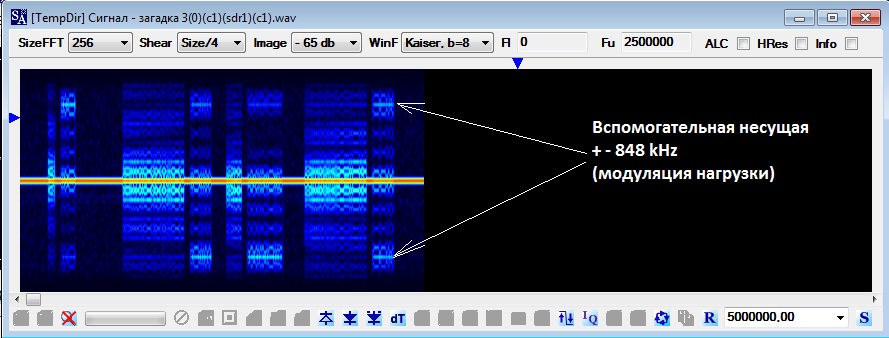 [TempDir] Сигнал - загадка 3(0)(c1)(sdr1)(c1).wav
SizeFFT 256 Shear Size/4 Image - 65 db WinF Kaiser, b=8 Fl 0 Fu 2500000 ALC HRes Info
Вспомогательная несущая
+ - 848 kHz
(модуляция нагрузки)
dT IQ R 5000000,00 S